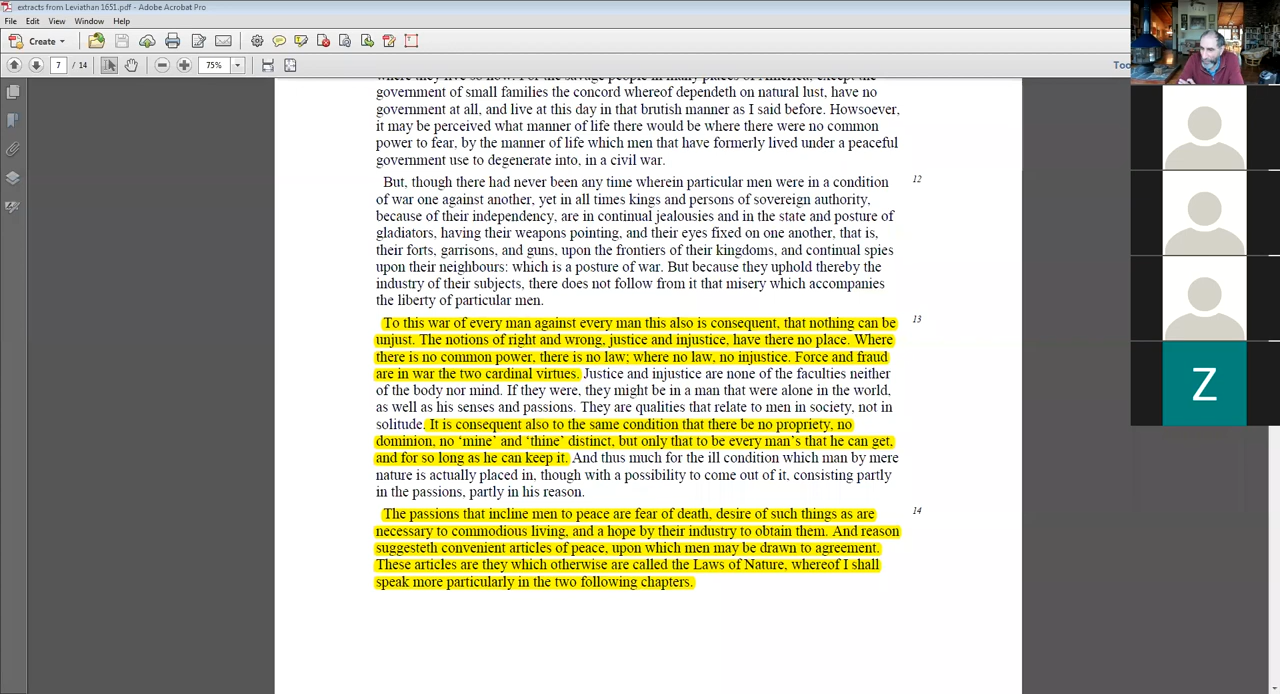 extracts from Leviathan 1651.pdf - Adobe Acrobat Pro
File Edit View Window Help
Create
7 / 14 75%
government of small families the concord whereof dependeth on natural lust, have no
government at all, and live at this day in that brutish manner as I said before. Howsoever,
it may be perceived what manner of life there would be where there were no common
power to fear, by the manner of life which men that have formerly lived under a peaceful
government use to degenerate into, in a civil war.
But, though there had never been any time wherein particular men were in a condition 12
of war one against another, yet in all times kings and persons of sovereign authority,
because of their independency, are in continual jealousies and in the state and posture of
gladiators, having their weapons pointing, and their eyes fixed on one another, that is,
their forts, garrisons, and guns, upon the frontiers of their kingdoms, and continual spies
upon their neighbours: which is a posture of war. But because they uphold thereby the
industry of their subjects, there does not follow from it that misery which accompanies
the liberty of particular men.
To this war of every man against every man this also is consequent, that nothing can be 13
unjust. The notions of right and wrong, justice and injustice, have there no place. Where
there is no common power, there is no law; where no law, no injustice. Force and fraud
are in war the two cardinal virtues. Justice and injustice are none of the faculties neither
of the body nor mind. If they were, they might be in a man that were alone in the world,
as well as his senses and passions. They are qualities that relate to men in society, not in
solitude. It is consequent also to the same condition that there be no propriety, no
dominion, no ‘mine’ and ‘thine’ distinct, but only that to be every man’s that he can get,
and for so long as he can keep it. And thus much for the ill condition which man by mere
nature is actually placed in, though with a possibility to come out of it, consisting partly
in the passions, partly in his reason.
The passions that incline men to peace are fear of death, desire of such things as are 14
necessary to commodious living, and a hope by their industry to obtain them. And reason
suggesteth convenient articles of peace, upon which men may be drawn to agreement.
These articles are they which otherwise are called the Laws of Nature, whereof I shall
speak more particularly in the two following chapters.
Z